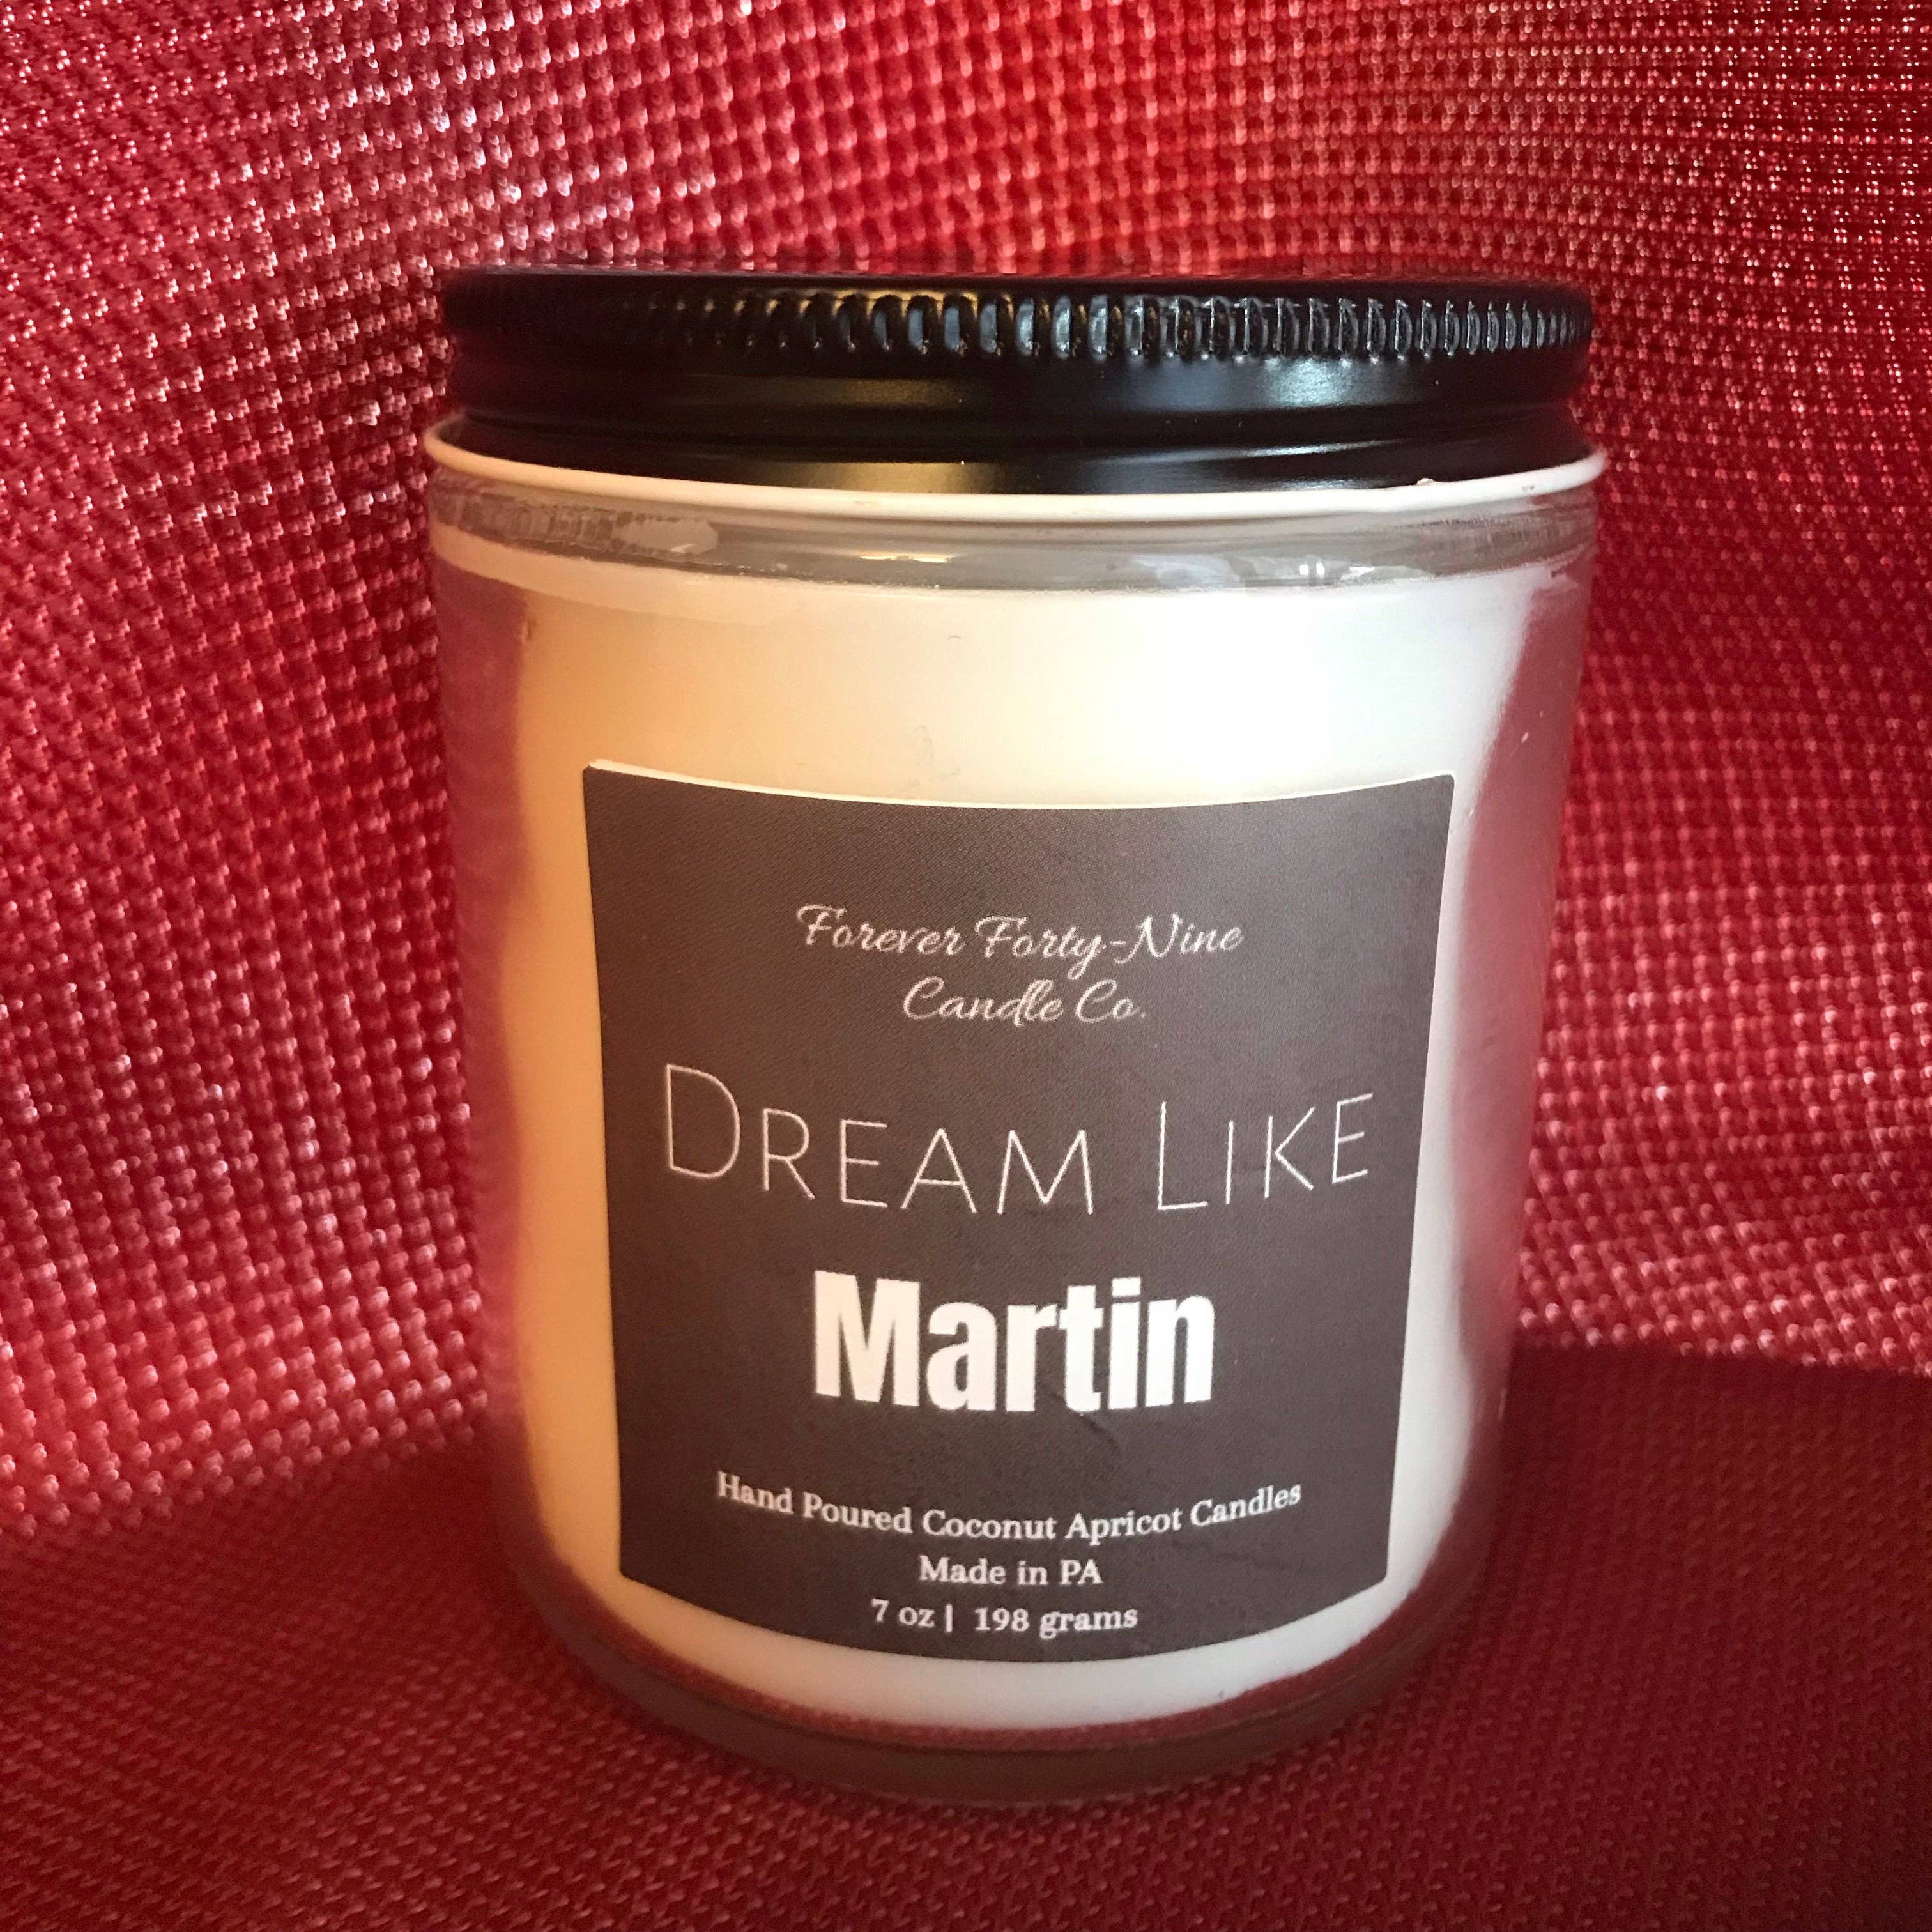 Forever Forty-Nine
Candle Co.
DREAM LIKE
Martin
Hand Poured Coconut Apricot Candles
Made in PA
7 oz | 198 grams